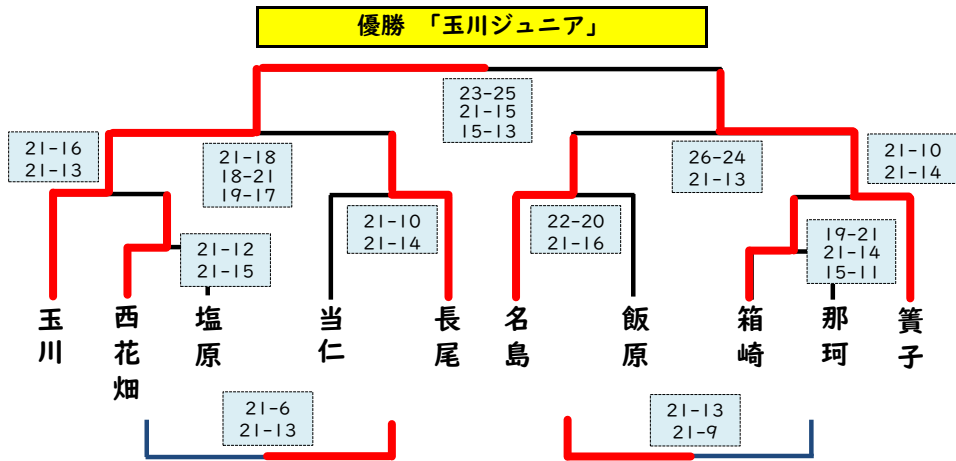 優勝 「玉川ジュニア」
23-25
21-15
15-13
21-16
21-13
21-18
18-21
19-17
26-24
21-13
21-10
21-14
21-10
21-14
22-20
21-16
21-12
21-15
19-21
21-14
15-11
玉川
西花畑
塩原
当仁
長尾
名島
飯原
箱崎
那珂
簀子
21-6
21-13
21-13
21-9